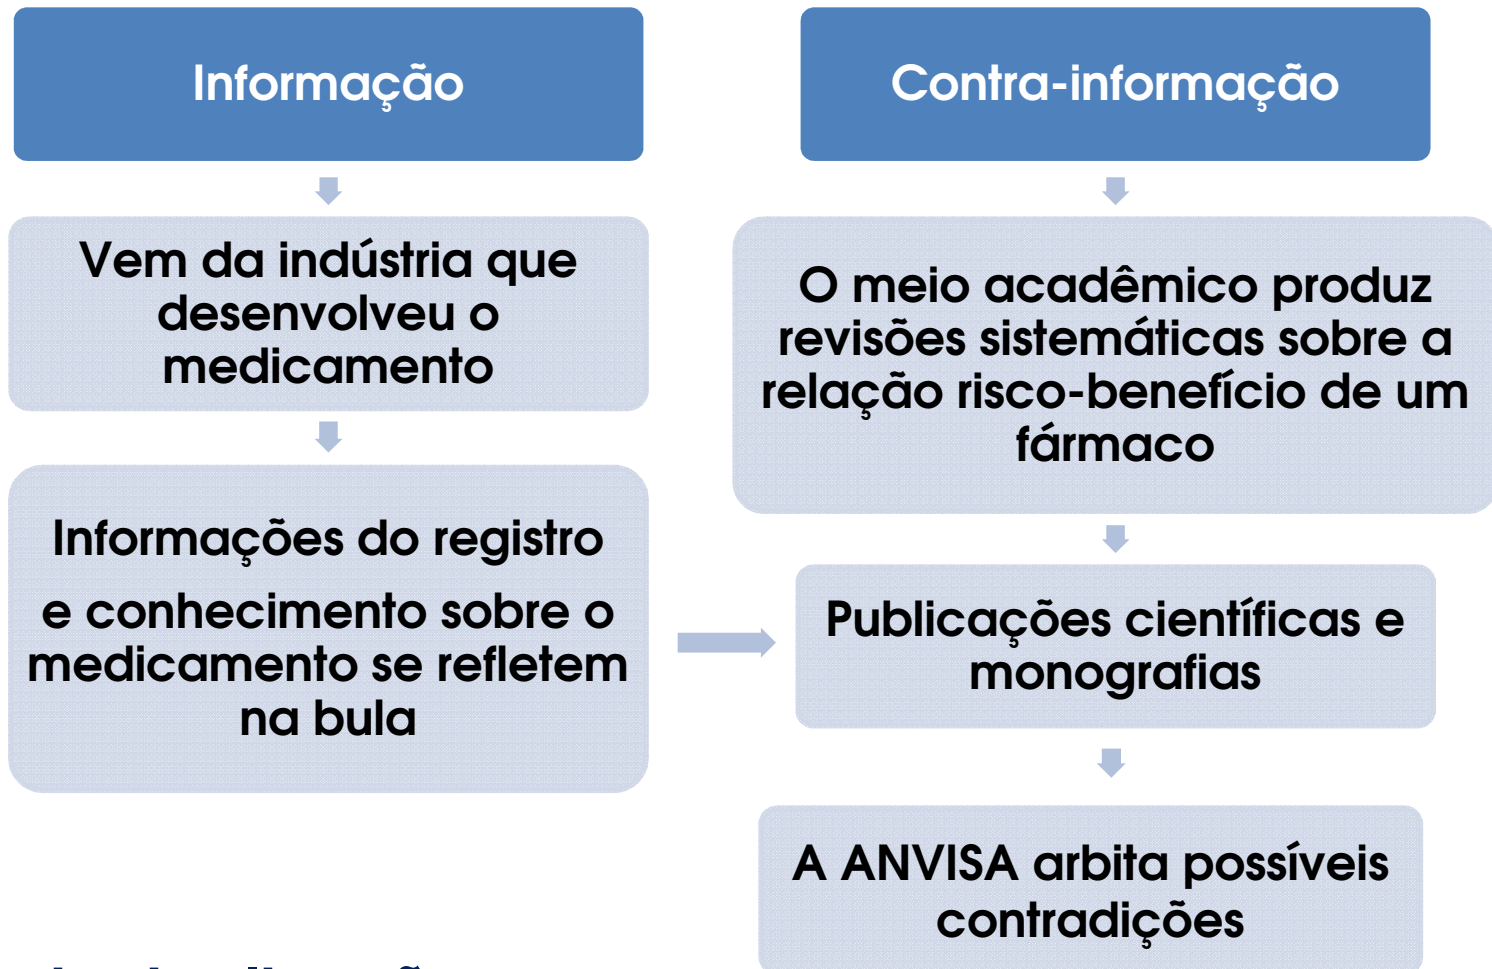 Informação
Vem da indústria que
desenvolveu o
medicamento
Informações do registro
e conhecimento sobre o
medicamento se refletem
na bula
Contra-informação
O meio acadêmico produz
revisões sistemáticas sobre a
relação risco-benefício de um
fármaco
Publicações científicas e
monografias
A ANVISA arbita possíveis
contradições